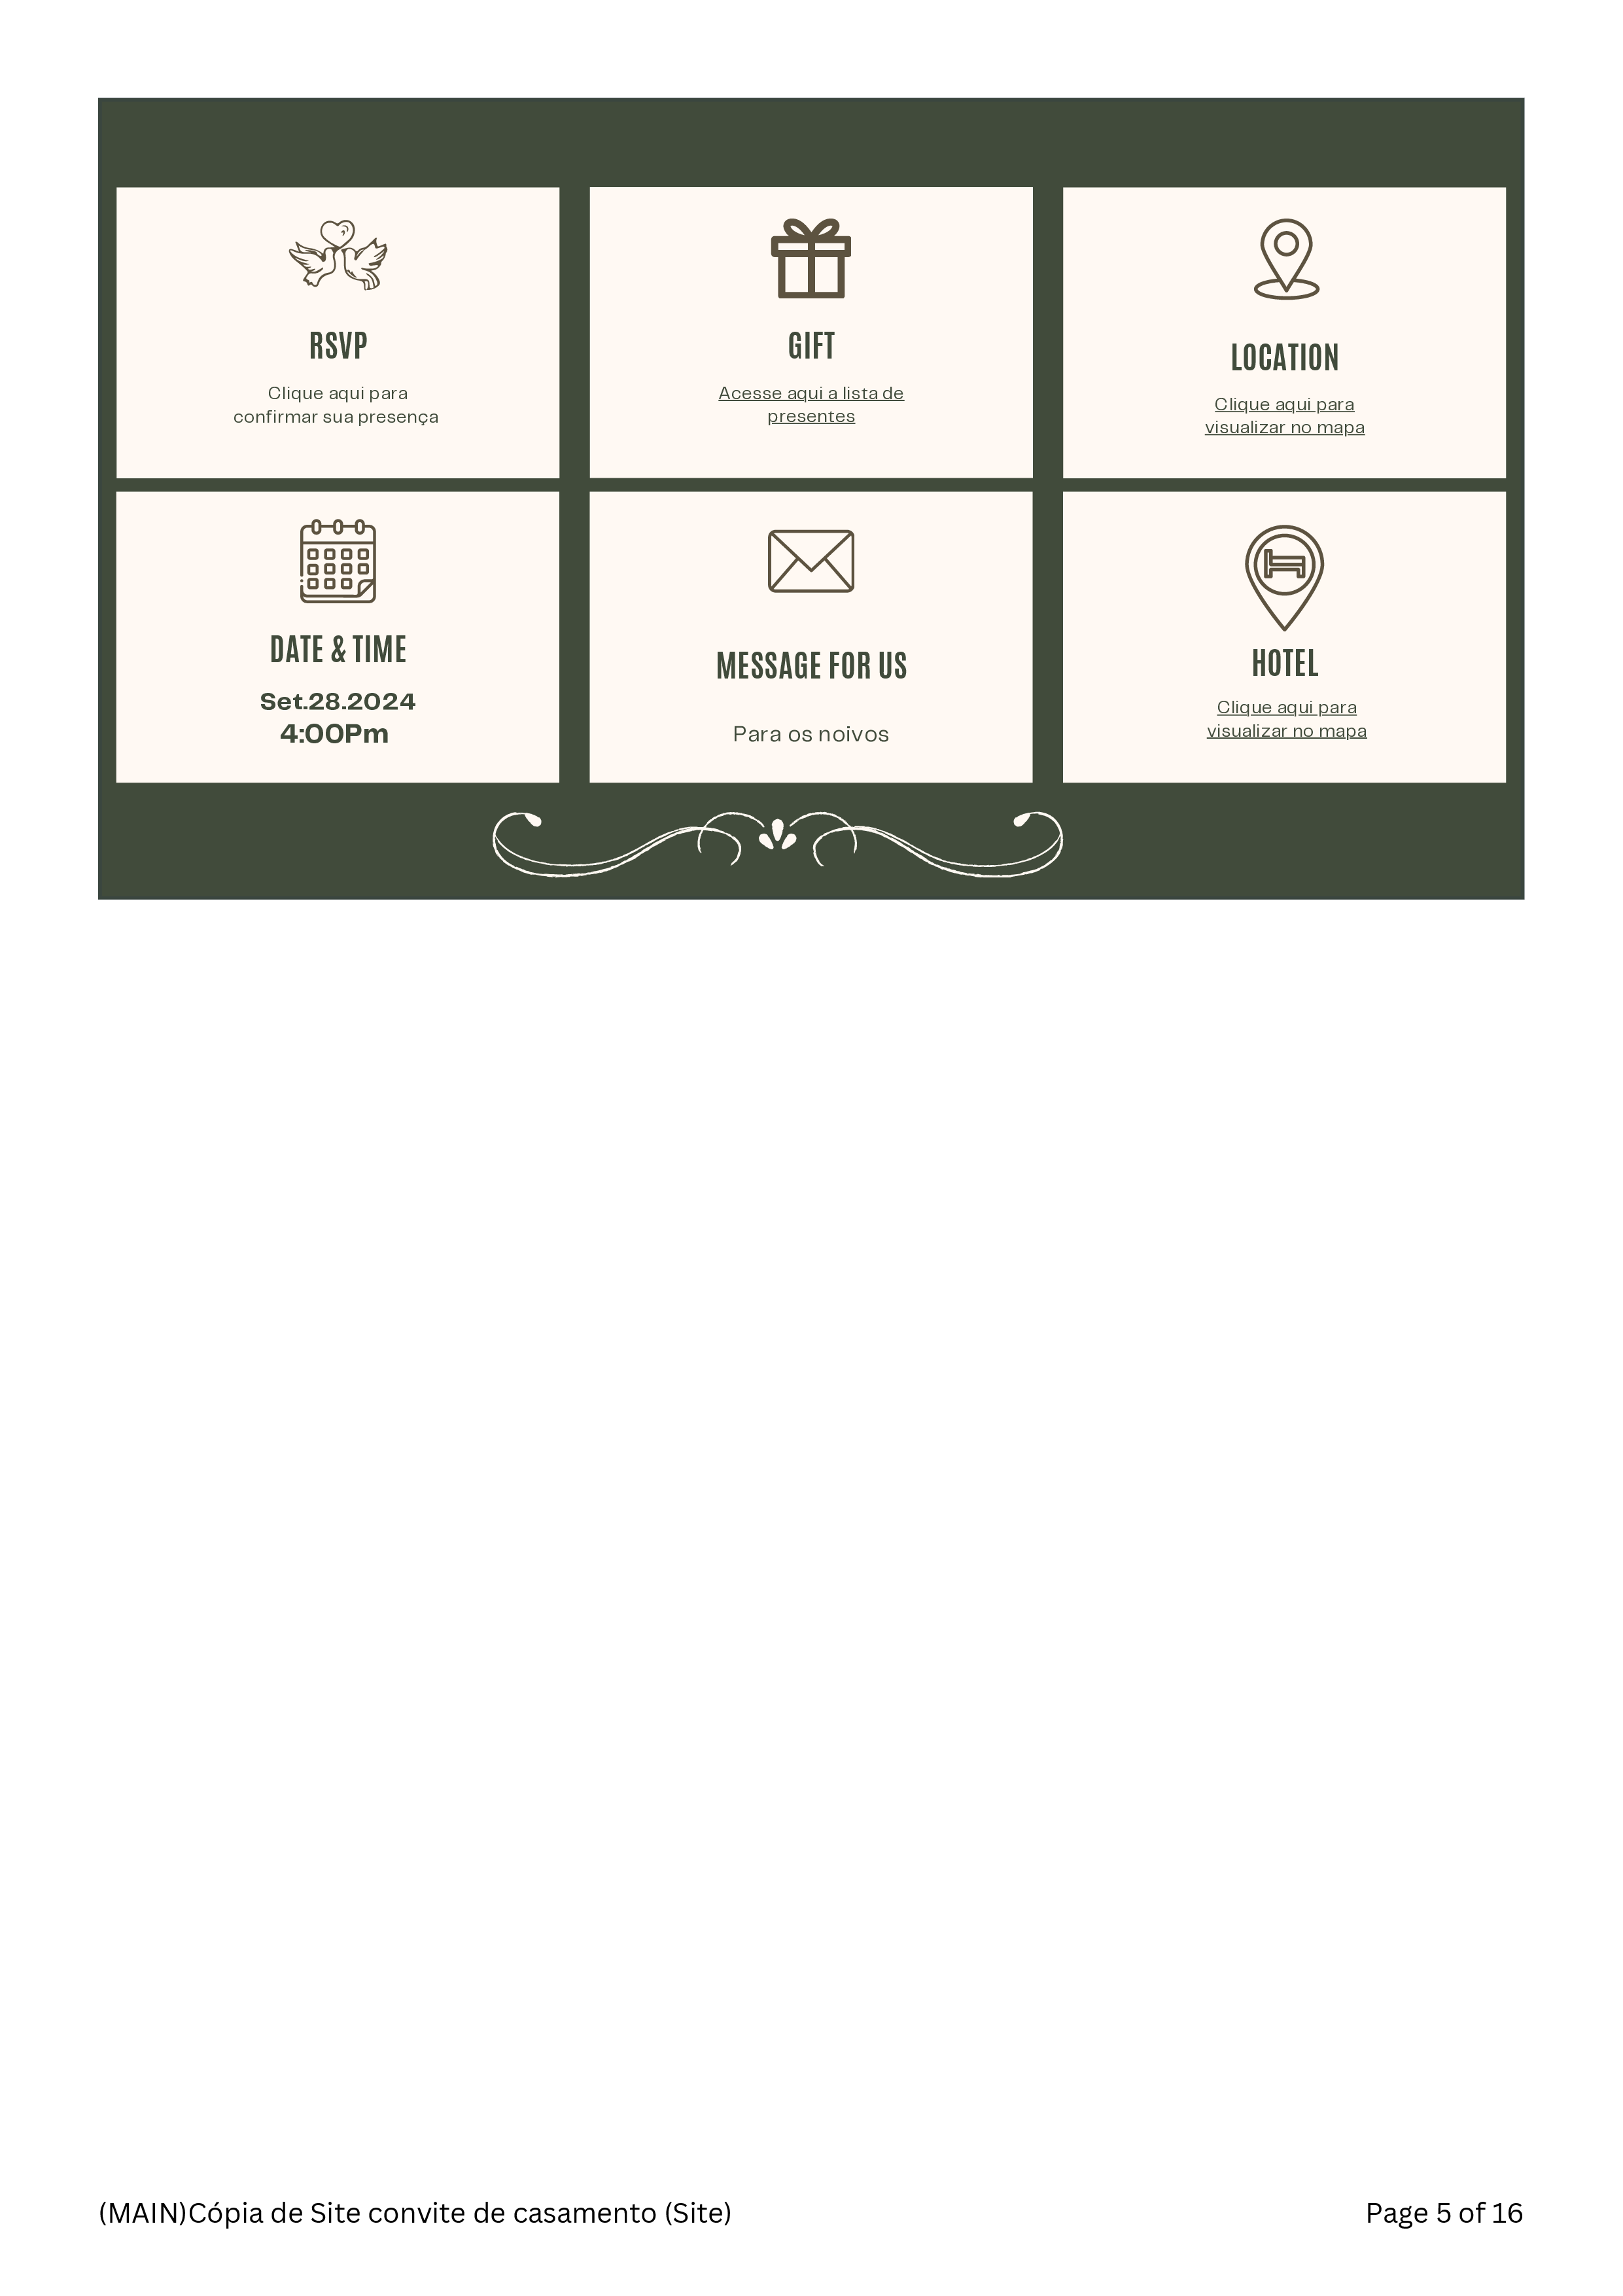 RSVP
Clique aqui para
confirmar sua presença
GIFT
Acesse aqui a lista de
presentes
LOCATION
Clique aqui para
visualizar no mapa
DATE & TIME
Set.28.2024
4:00Pm
MESSAGE FOR US
Para os noivos
HOTEL
Clique aqui para
visualizar no mapa
(MAIN)Cópia de Site convite de casamento (Site)
Page 5 of 16